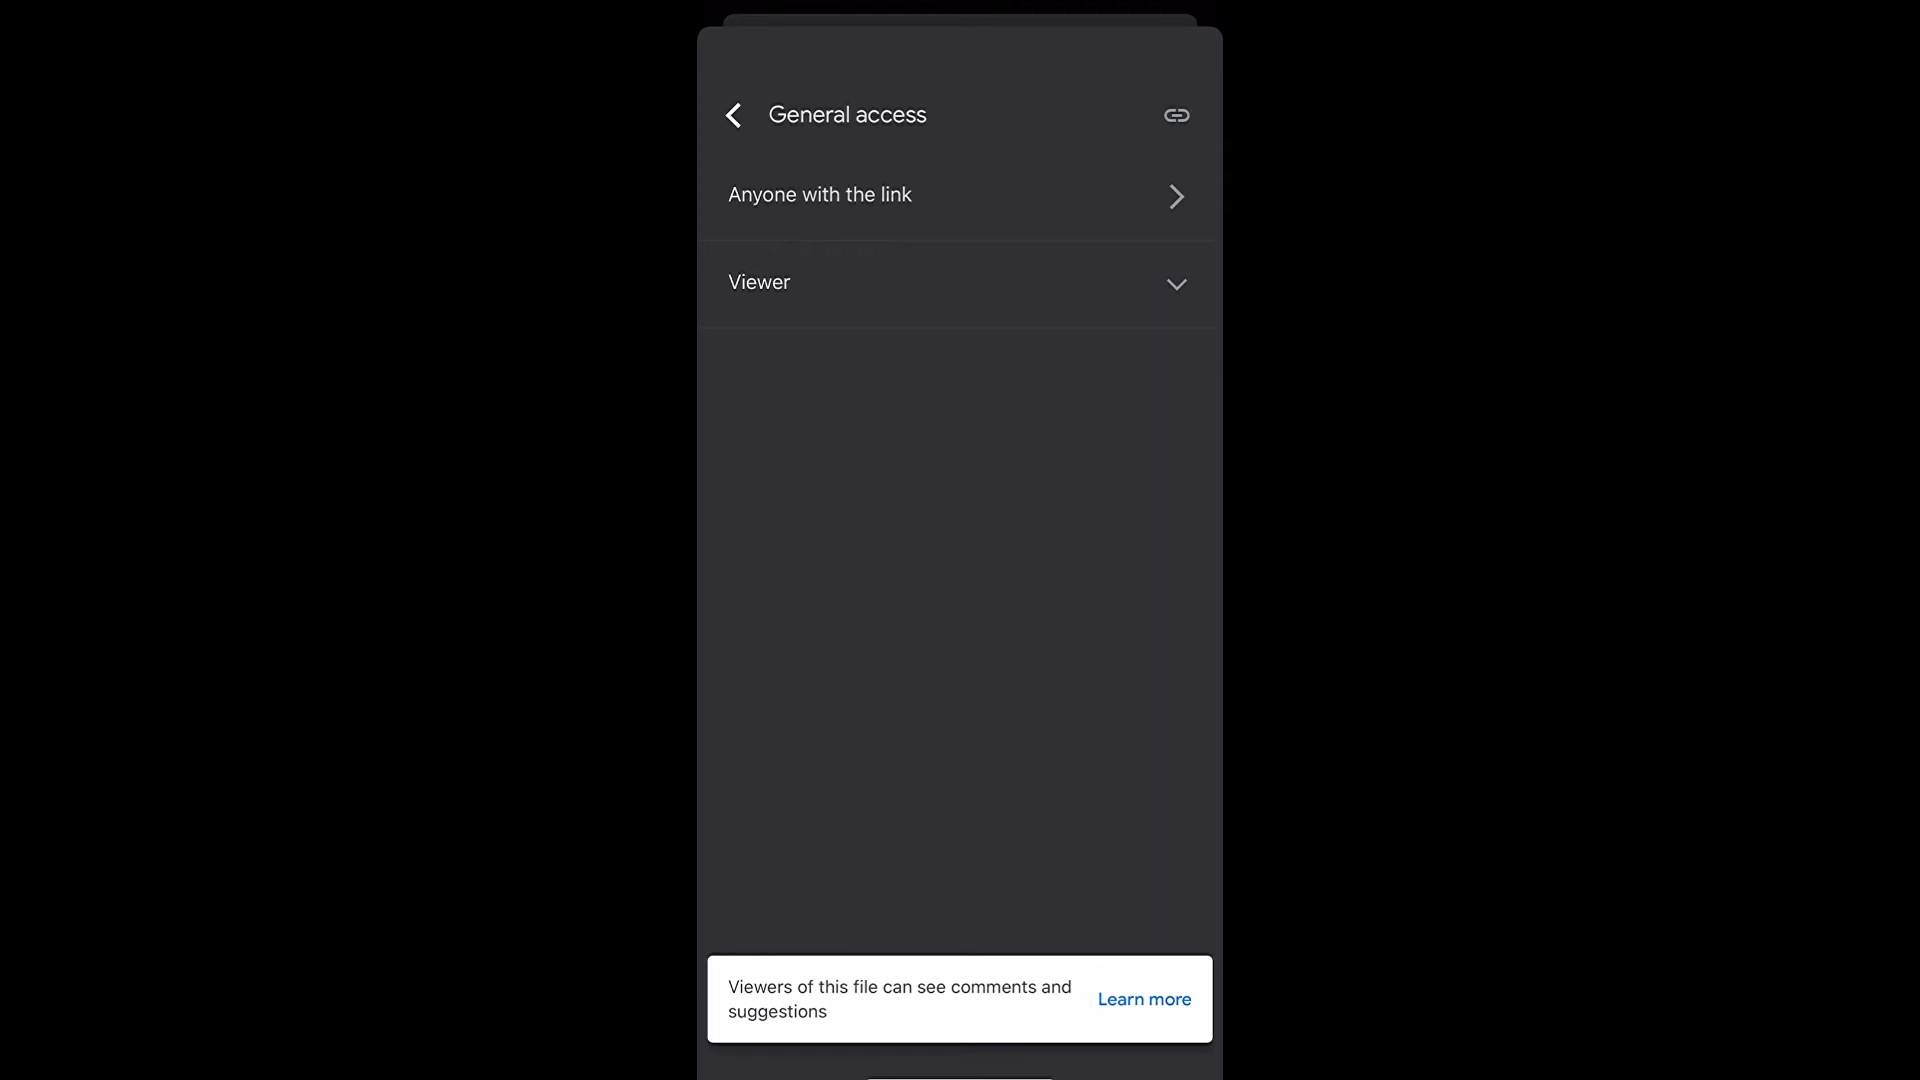 General access
Anyone with the link
Viewer
Viewers of this file can see comments and
suggestions
Learn more